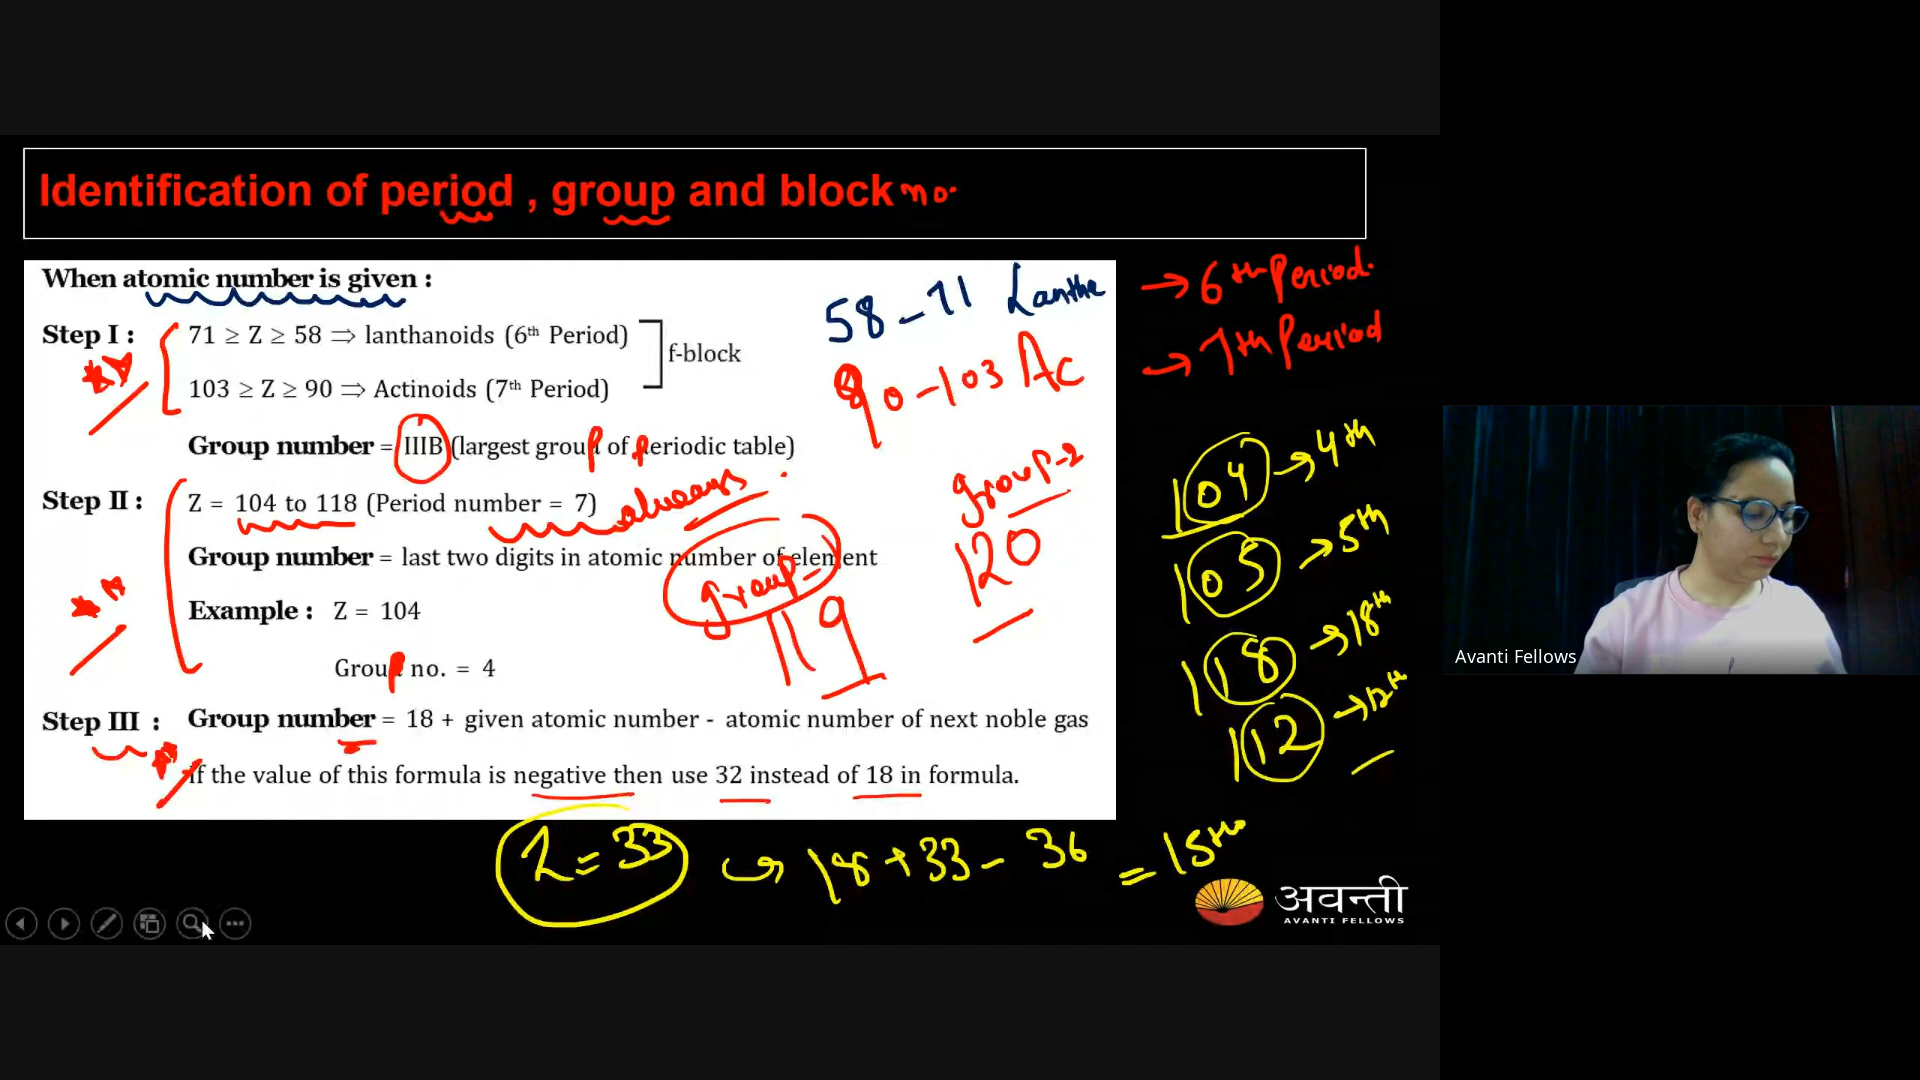 Identification of period , group and block no.
When atomic number is given :
Step I : 71 ≥ Z ≥ 58 ⇒ lanthanoids (6th Period)
103 ≥ Z ≥ 90 ⇒ Actinoids (7th Period)
f-block
Group number = IIIB (largest group of periodic table)
Step II : Z = 104 to 118 (Period number = 7) always
Group number = last two digits in atomic number of element
Example : Z = 104
Group no. = 4
Step III : Group number = 18 + given atomic number - atomic number of next noble gas
If the value of this formula is negative then use 32 instead of 18 in formula.
58-71 Lantha
90-103 Ac
→ 6th Period.
→ 7th Period
group-
119
group-2
120
104 → 4th
105 → 5th
118 → 18th
112 → 12th
Z = 33 → 18+33-36 = 15th
अवन्ती
AVANTI FELLOWS
Avanti Fellows